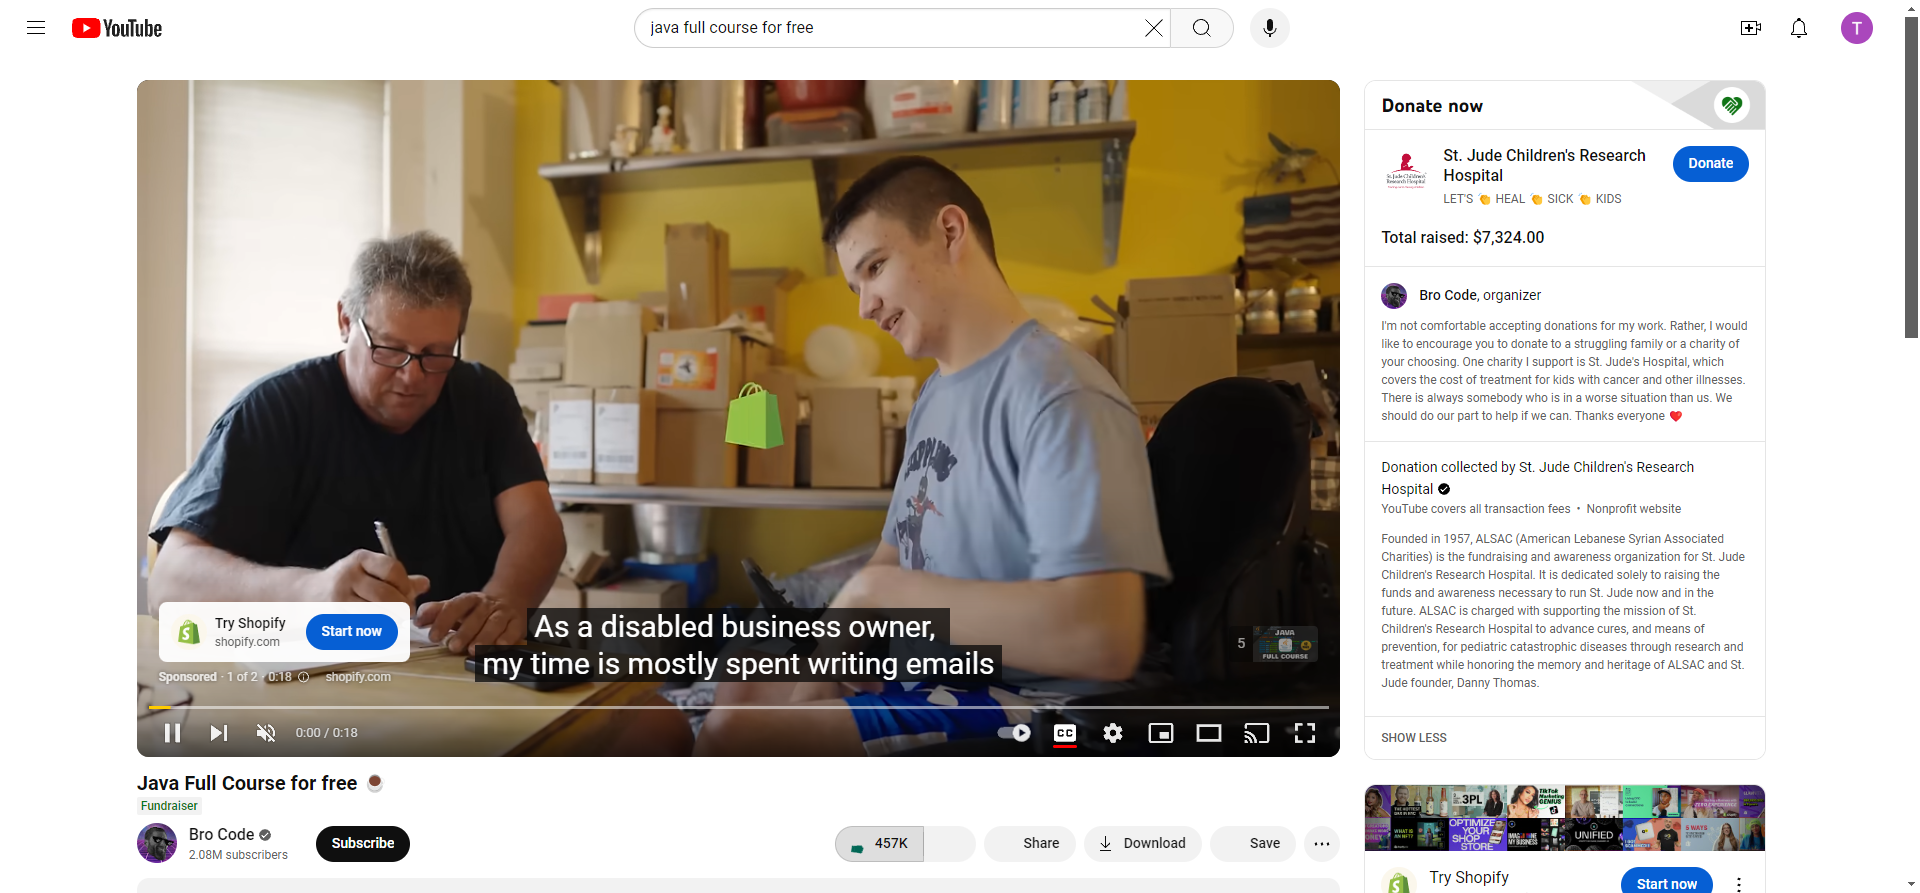 YouTube
java full course for free
T
Donate now
St. Jude Children's Research
Hospital
Donate
LET'S 👏 HEAL 👏 SICK 👏 KIDS
Total raised: $7,324.00
Bro Code, organizer
I'm not comfortable accepting donations for my work. Rather, I would
like to encourage you to donate to a struggling family or a charity of
your choosing. One charity I support is St. Jude's Hospital, which
covers the cost of treatment for kids with cancer and other illnesses.
There is always somebody who is in a worse situation than us. We
should do our part to help if we can. Thanks everyone ❤️
Donation collected by St. Jude Children's Research
Hospital
YouTube covers all transaction fees • Nonprofit website
Founded in 1957, ALSAC (American Lebanese Syrian Associated
Charities) is the fundraising and awareness organization for St. Jude
Children's Research Hospital. It is dedicated solely to raising the
funds and awareness necessary to run St. Jude now and in the
future. ALSAC is charged with supporting the mission of St.
Children's Research Hospital to advance cures, and means of
prevention, for pediatric catastrophic diseases through research and
treatment while honoring the memory and heritage of ALSAC and St.
Jude founder, Danny Thomas.
SHOW LESS
Try Shopify
shopify.com
Start now
As a disabled business owner,
my time is mostly spent writing emails
5
JAVA
FULL COURSE
Sponsored · 1 of 2 · 0:18
shopify.com
0:00 / 0:18
CC
Java Full Course for free
Fundraiser
Bro Code
2.08M subscribers
Subscribe
457K
Share
Download
Save
3PL
TikTok
Marketing
GENIUS
OPTIMIZE
YOUR
SHOP
STORE
UNIFIED
Try Shopify
Start now